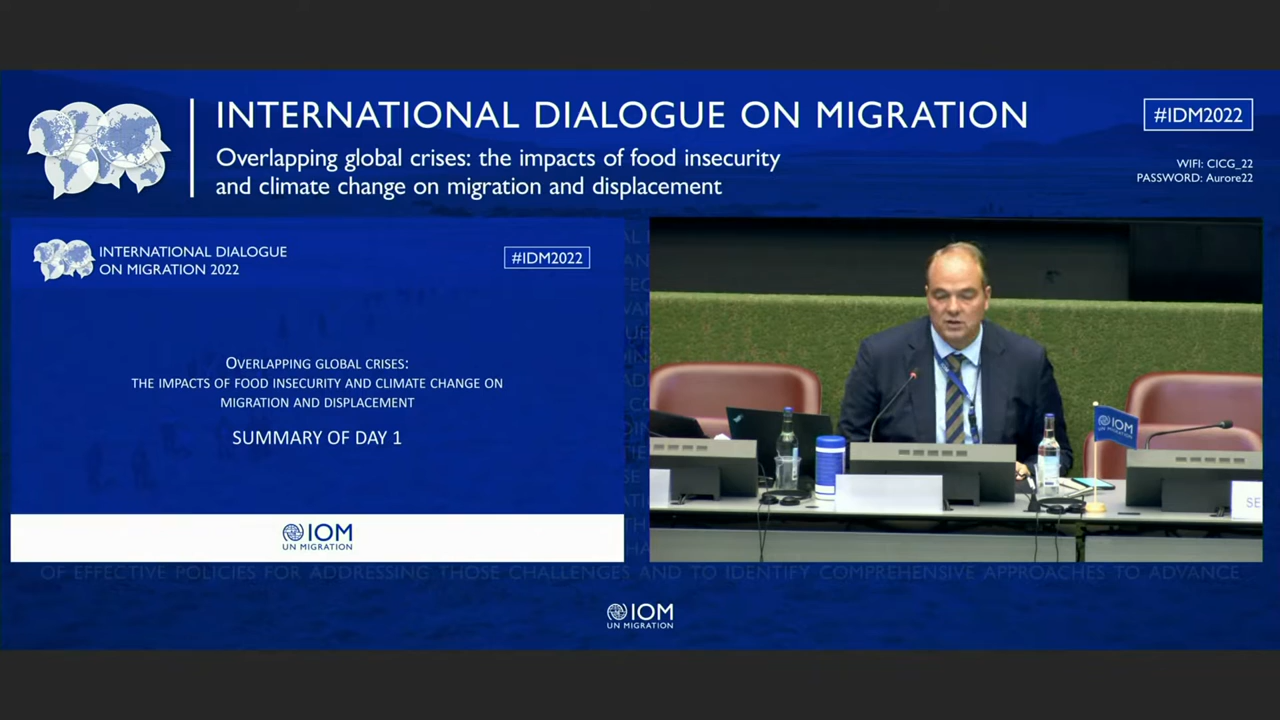 INTERNATIONAL DIALOGUE ON MIGRATION
Overlapping global crises: the impacts of food insecurity
and climate change on migration and displacement
#IDM2022
WIFI: CICG_22
PASSWORD: Aurore22
INTERNATIONAL DIALOGUE
ON MIGRATION 2022
#IDM2022
OVERLAPPING GLOBAL CRISES:
THE IMPACTS OF FOOD INSECURITY AND CLIMATE CHANGE ON
MIGRATION AND DISPLACEMENT
SUMMARY OF DAY 1
IOM
UN MIGRATION
IOM
SE
OF EFFECTIVE POLICIES FOR ADDRESSING THOSE CHALLENGES AND TO IDENTIFY COMPREHENSIVE APPROACHES TO ADVANCE
IOM
UN MIGRATION